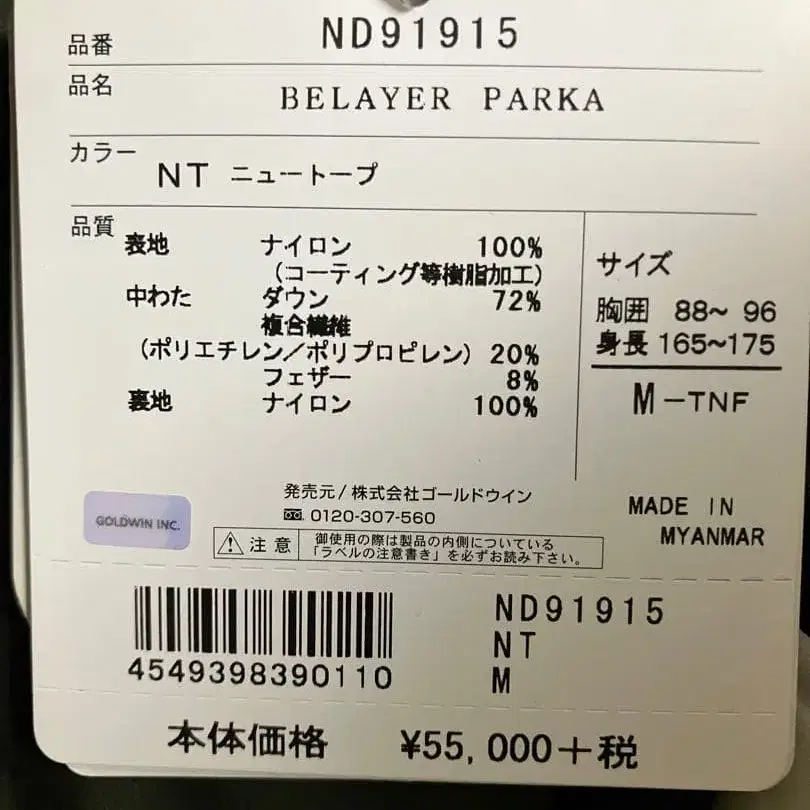 品番 ND91915
品名 BELAYER PARKA
カラー NT ニュートープ
品質
表地 ナイロン 100%
(コーティング等樹脂加工)
中わた ダウン 72%
複合繊維
(ポリエチレン/ポリプロピレン) 20%
フェザー 8%
裏地 ナイロン 100%
サイズ
胸囲 88~ 96
身長 165~175
M-TNF
発売元/株式会社ゴールドウイン
0120-307-560
GOLDWIN INC.
注意 御使用の際は製品の内側についている
「ラベルの注意書き」を必ずお読み下さい。
MADE IN
MYANMAR
4549398390110
ND91915
NT
M
本体価格 ¥55,000+税